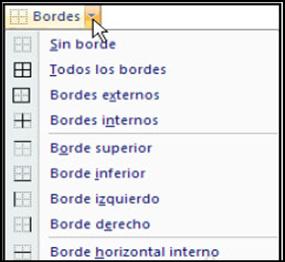 Bordes
Sin borde
Todos los bordes
Bordes externos
Bordes internos
Borde superior
Borde inferior
Borde izquierdo
Borde derecho
Borde horizontal interno